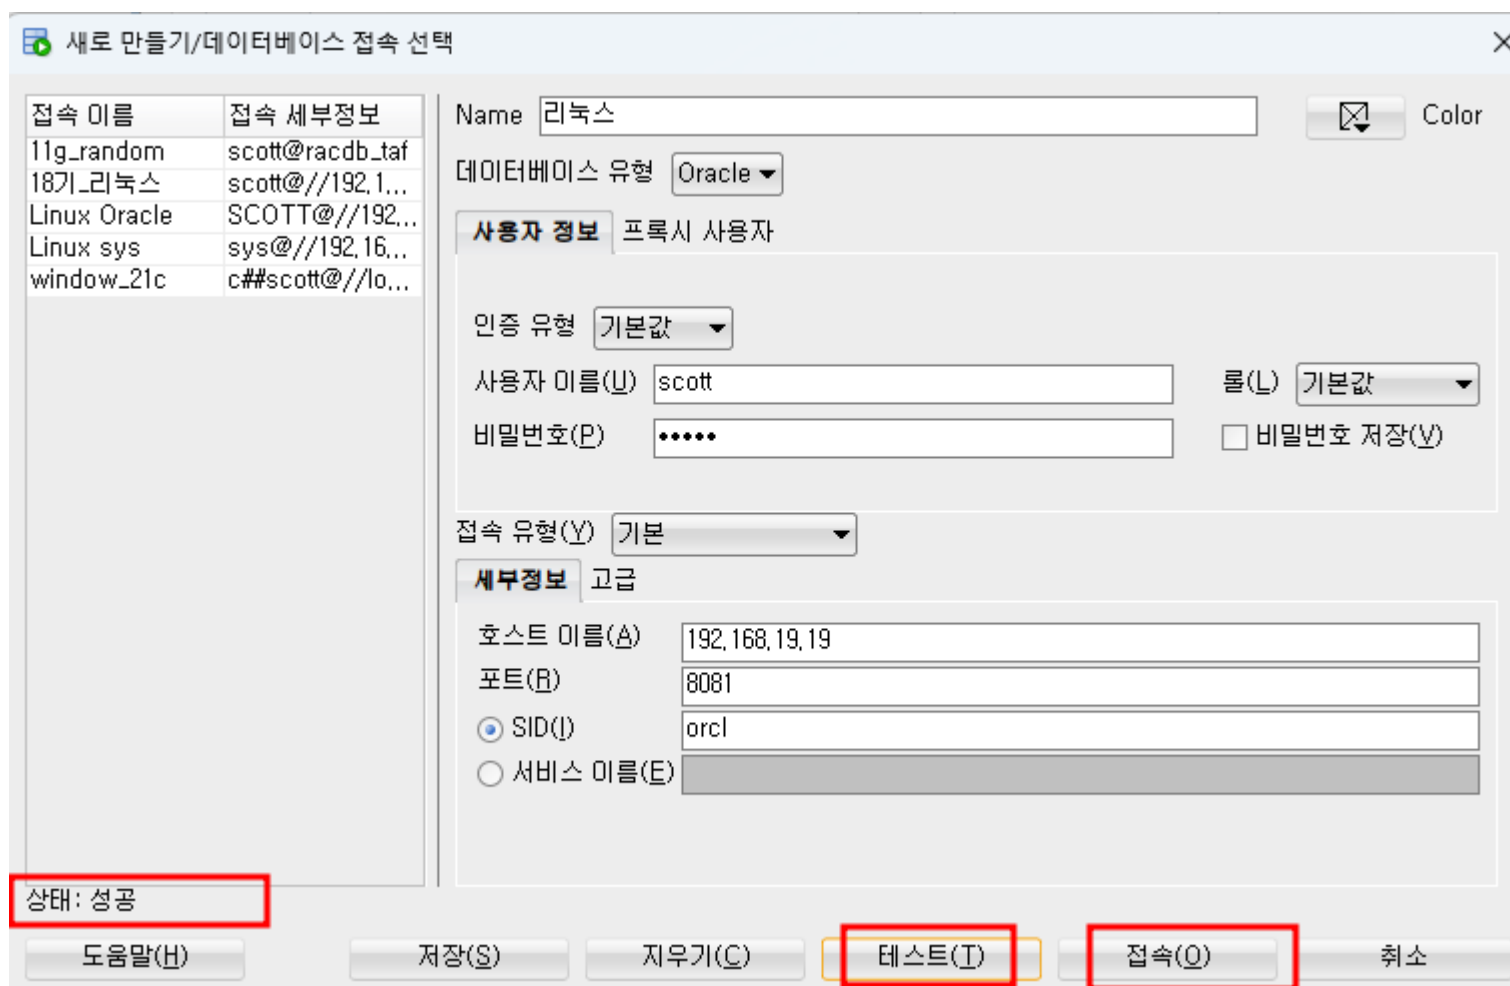 새로 만들기/데이터베이스 접속 선택
접속 이름 접속 세부정보
11g_random scott@racdb_taf
18기_리눅스 scott@//192,1...
Linux Oracle SCOTT@//192...
Linux sys sys@//192,16...
window_21c c##scott@//lo...
Name 리눅스 Color
데이터베이스 유형 Oracle
사용자 정보 프록시 사용자
인증 유형 기본값
사용자 이름(U) scott 롤(L) 기본값
비밀번호(P) ••••• 비밀번호 저장(V)
접속 유형(Y) 기본
세부정보 고급
호스트 이름(A) 192,168,19,19
포트(R) 8081
SID(I) orcl
서비스 이름(E)
상태: 성공
도움말(H) 저장(S) 지우기(C) 테스트(T) 접속(O) 취소